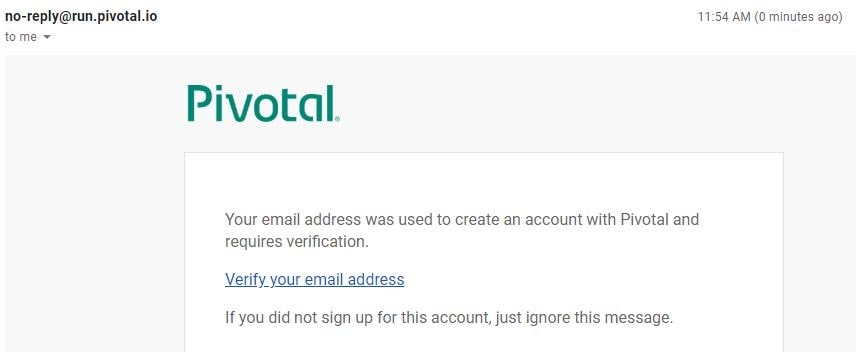 no-reply@run.pivotal.io 11:54 AM (0 minutes ago)
to me
Pivotal®
Your email address was used to create an account with Pivotal and
requires verification.
Verify your email address
If you did not sign up for this account, just ignore this message.